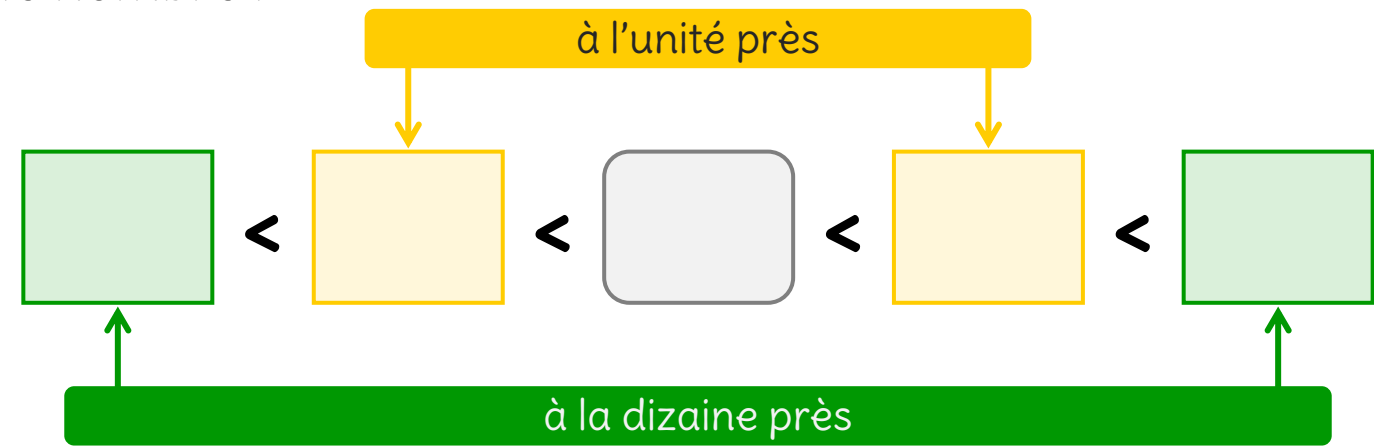 à l'unité près
< < < <
à la dizaine près